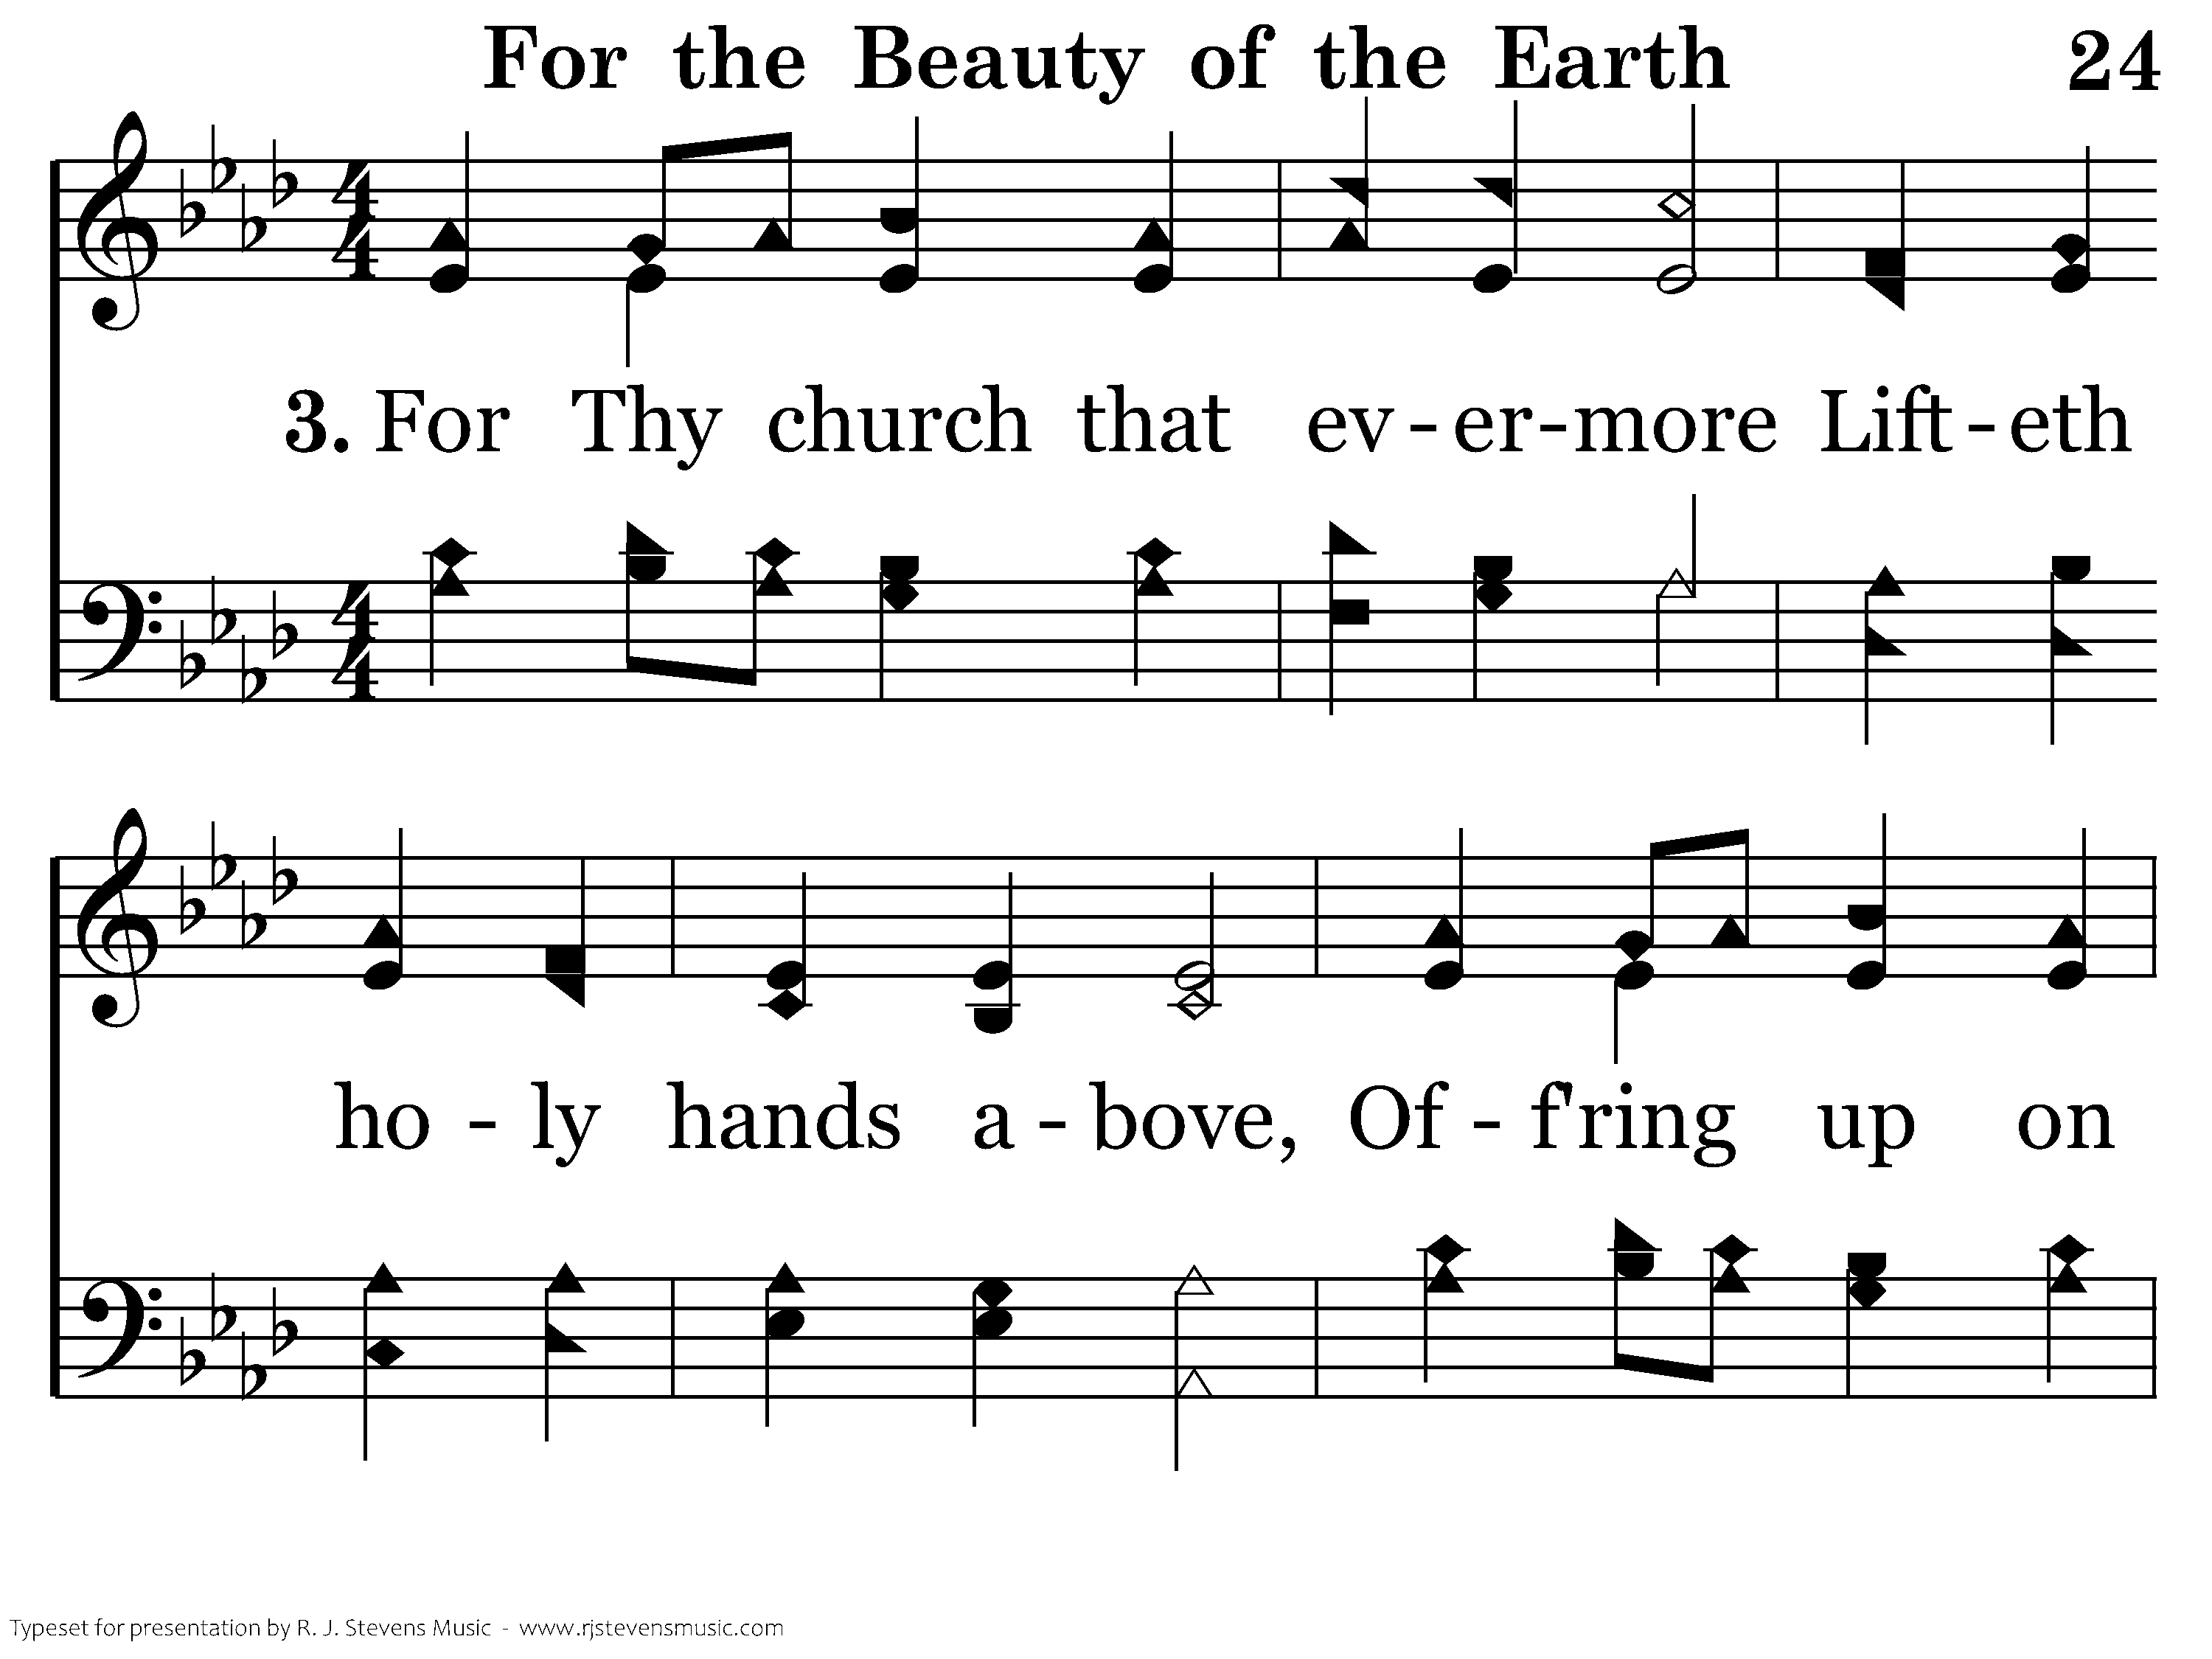 For the Beauty of the Earth 24
3. For Thy church that ev-er-more Lift-eth
ho-ly hands a-bove, Of-f'ring up on
Typeset for presentation by R. J. Stevens Music - www.rjstevensmusic.com